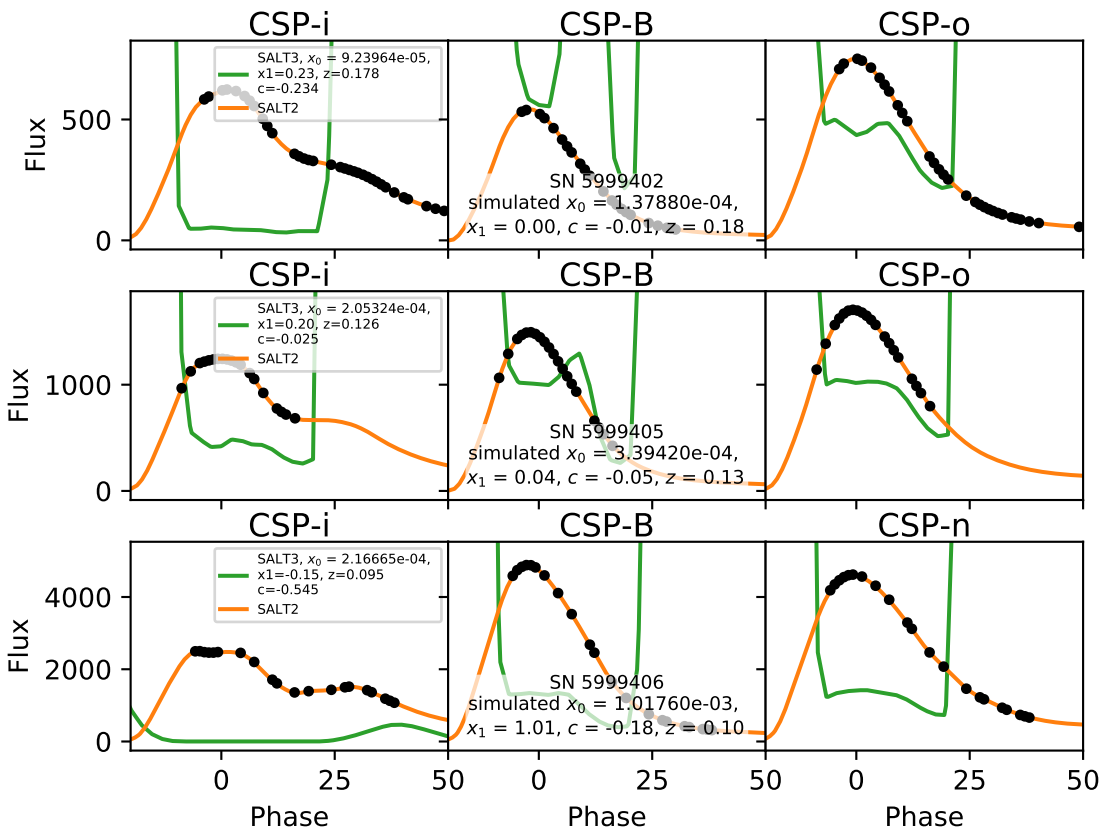 CSP-i CSP-B CSP-o
SALT3, x₀ = 9.23964e-05,
x1=0.23, z=0.178
c=-0.234
SALT2
500
0
Flux
SN 5999402
simulated x₀ = 1.37880e-04,
x₁ = 0.00, c = -0.01, z = 0.18
CSP-i CSP-B CSP-o
SALT3, x₀ = 2.05324e-04,
x1=0.20, z=0.126
c=-0.025
SALT2
1000
0
Flux
SN 5999405
simulated x₀ = 3.39420e-04,
x₁ = 0.04, c = -0.05, z = 0.13
CSP-i CSP-B CSP-n
SALT3, x₀ = 2.16665e-04,
x1=-0.15, z=0.095
c=-0.545
SALT2
4000
2000
0
Flux
SN 5999406
simulated x₀ = 1.01760e-03,
x₁ = 1.01, c = -0.18, z = 0.10
0 25 50 0 25 50 0 25 50
Phase Phase Phase